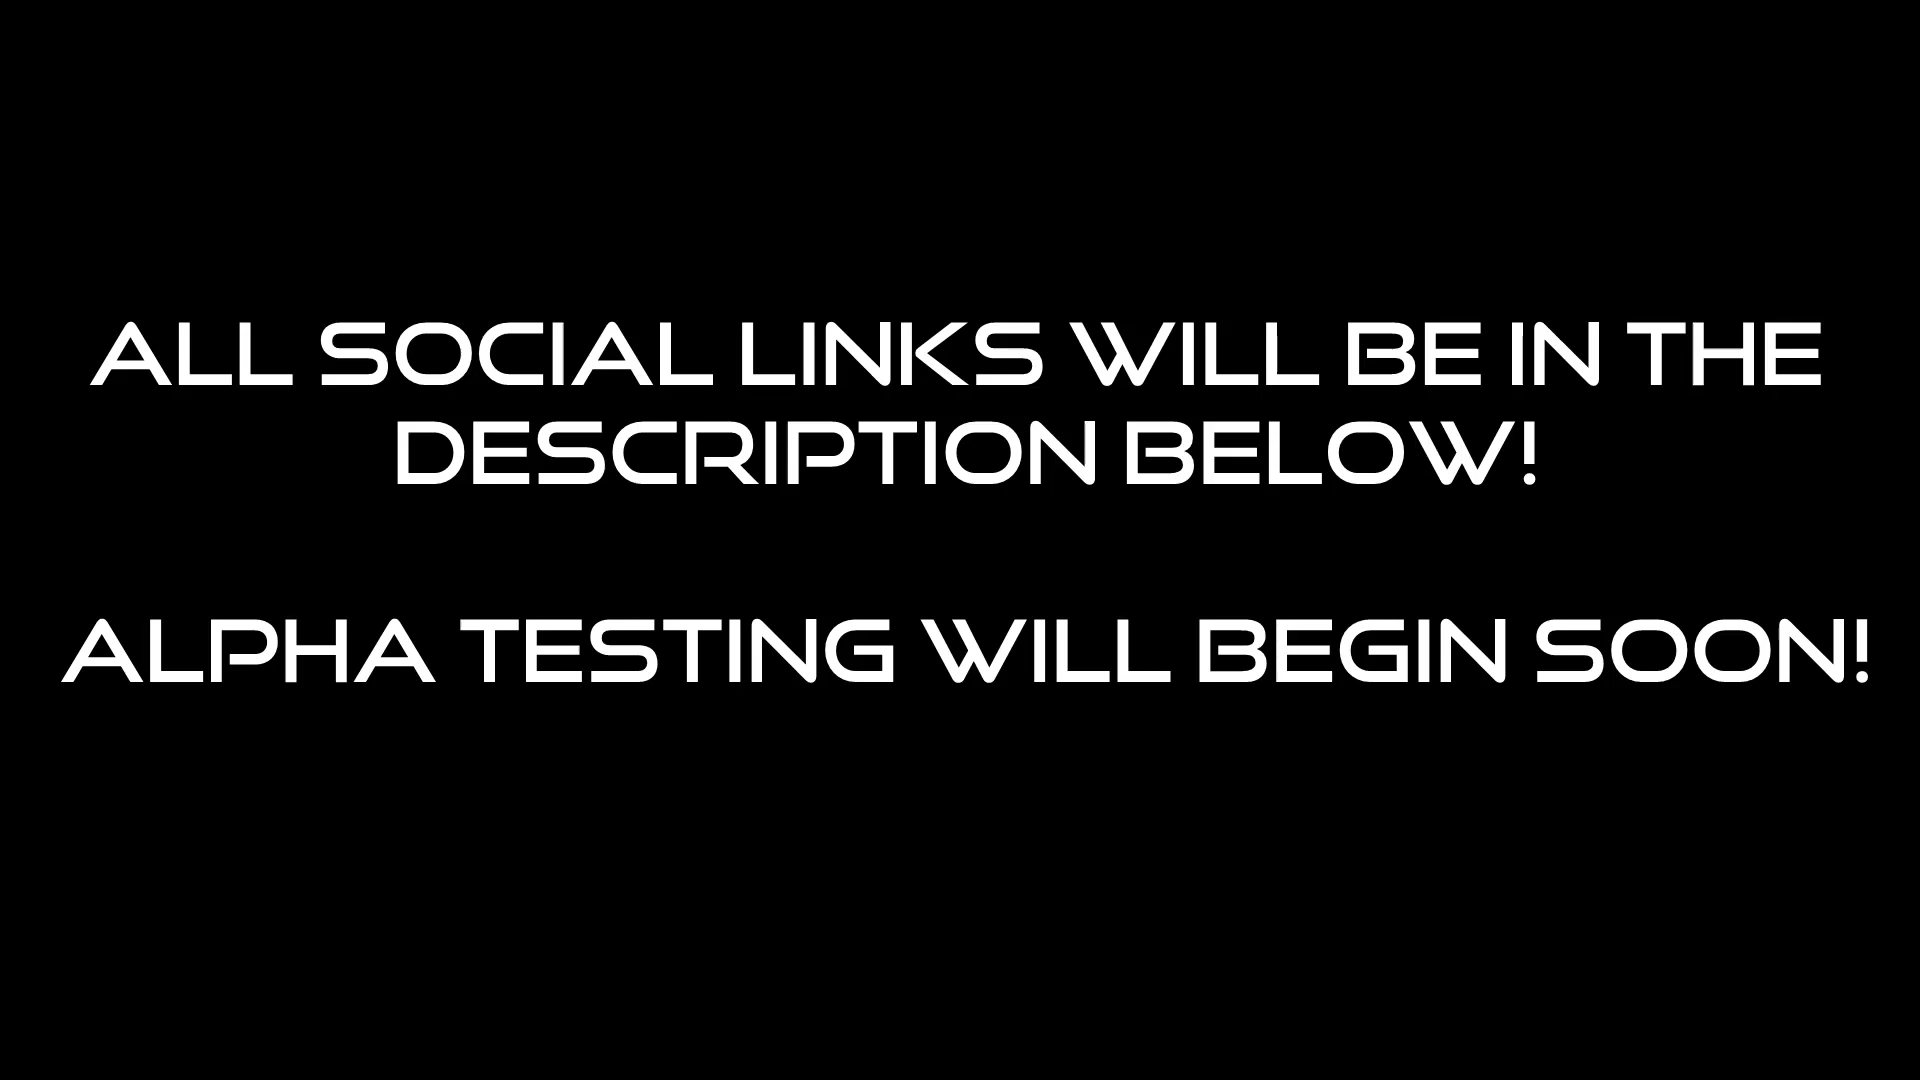 ALL SOCIAL LINKS WILL BE IN THE
DESCRIPTION BELOW!
ALPHA TESTING WILL BEGIN SOON!